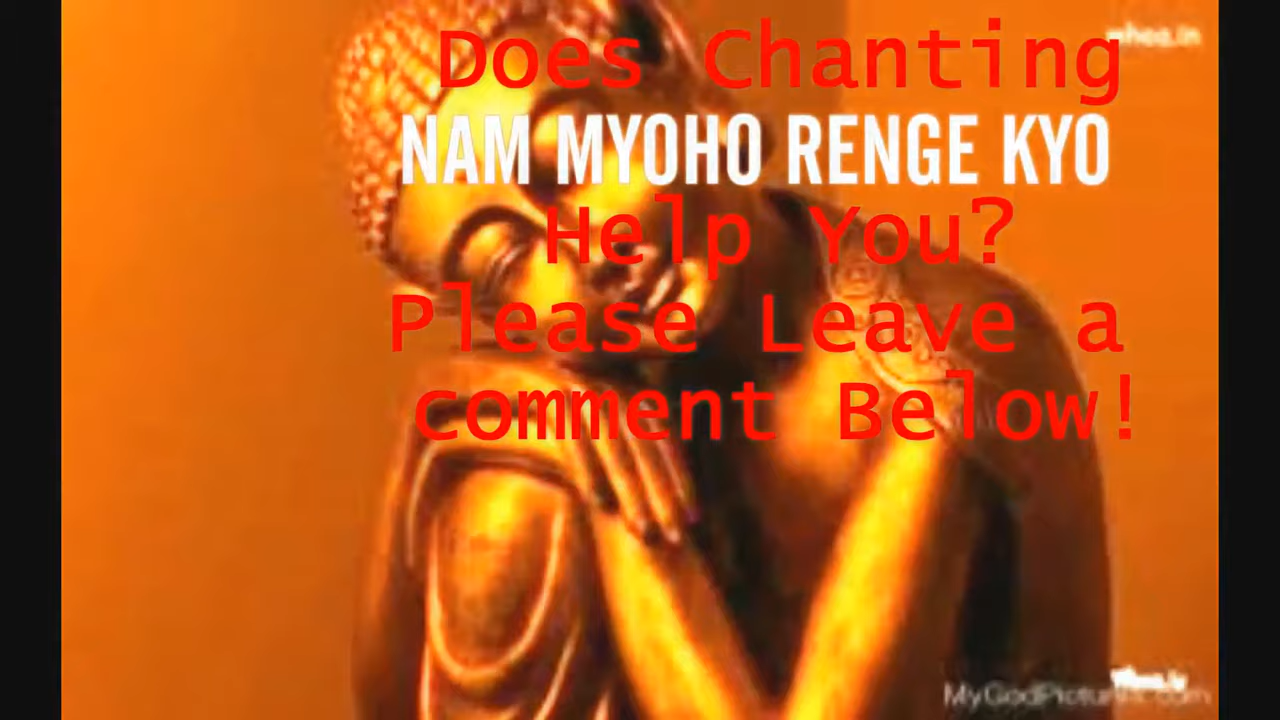 Does Chanting
NAM MYOHO RENGE KYO
Help You?
Please Leave a
comment Below!